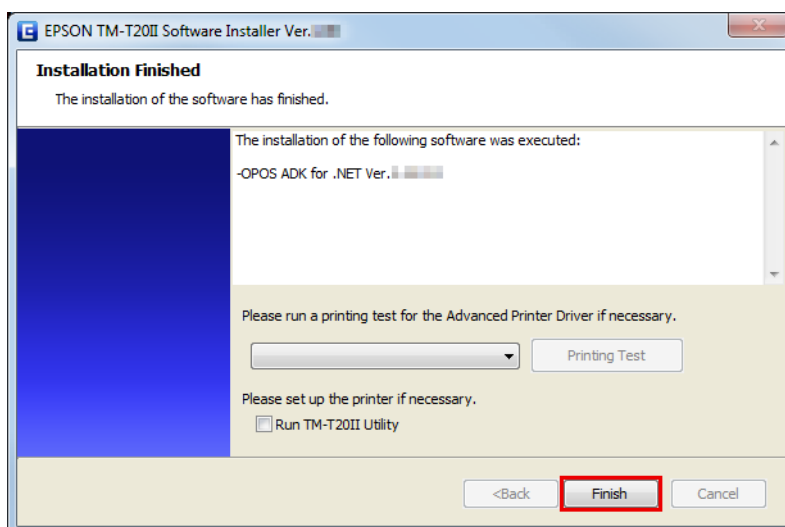 EPSON TM-T20II Software Installer Ver.
Installation Finished
The installation of the software has finished.
The installation of the following software was executed:
-OPOS ADK for .NET Ver.
Please run a printing test for the Advanced Printer Driver if necessary.
Printing Test
Please set up the printer if necessary.
Run TM-T20II Utility
<Back Finish Cancel